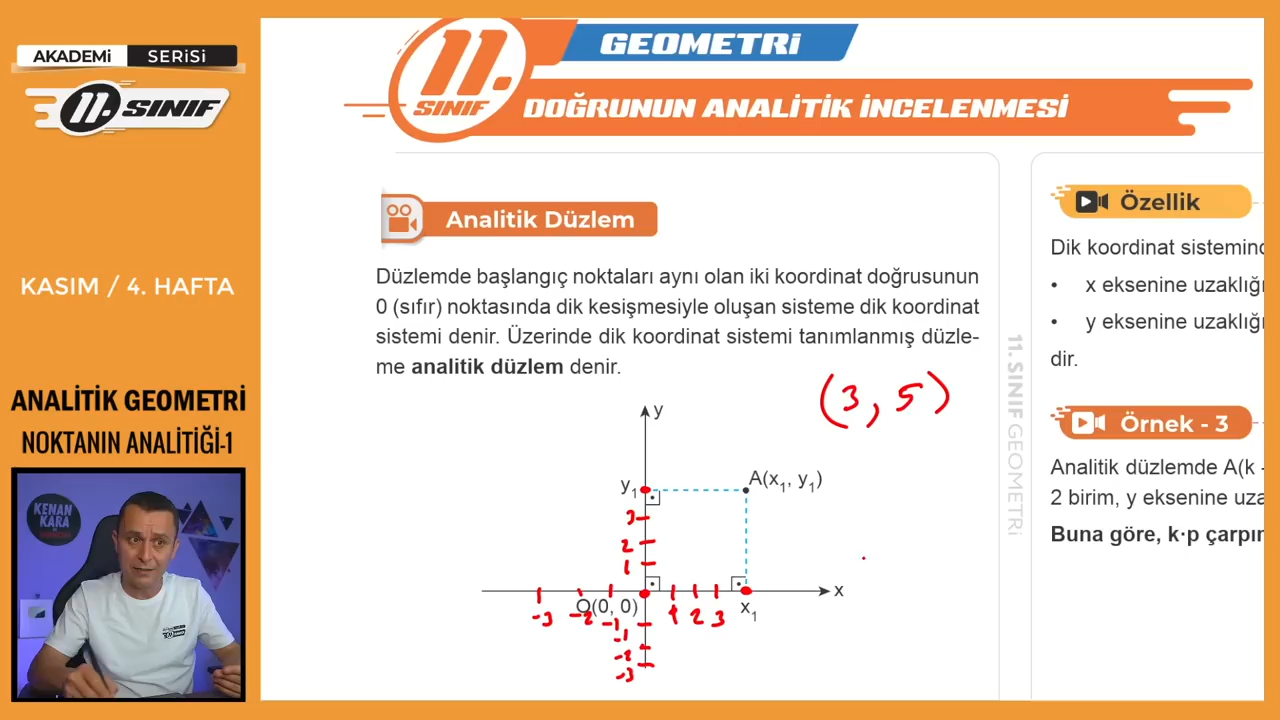 AKADEMİ SERİSİ
11. SINIF
KASIM / 4. HAFTA
ANALİTİK GEOMETRİ
NOKTANIN ANALİTİĞİ-1
KENAN
KARA
11.
SINIF
GEOMETRİ
DOĞRUNUN ANALİTİK İNCELENMESİ
Analitik Düzlem
Düzlemde başlangıç noktaları aynı olan iki koordinat doğrusunun
0 (sıfır) noktasında dik kesişmesiyle oluşan sisteme dik koordinat
sistemi denir. Üzerinde dik koordinat sistemi tanımlanmış düzle-
me analitik düzlem denir.
(3, 5)
y
y₁
A(x₁, y₁)
3
2
1
x
O(0, 0)
x₁
-3 -2 -1 1 2 3
-1
-2
-3
11. SINIF GEOMETRİ
Özellik
Dik koordinat sistemind
• x eksenine uzaklığı
• y eksenine uzaklığı
dir.
Örnek - 3
Analitik düzlemde A(k -
2 birim, y eksenine uza
Buna göre, k·p çarpın